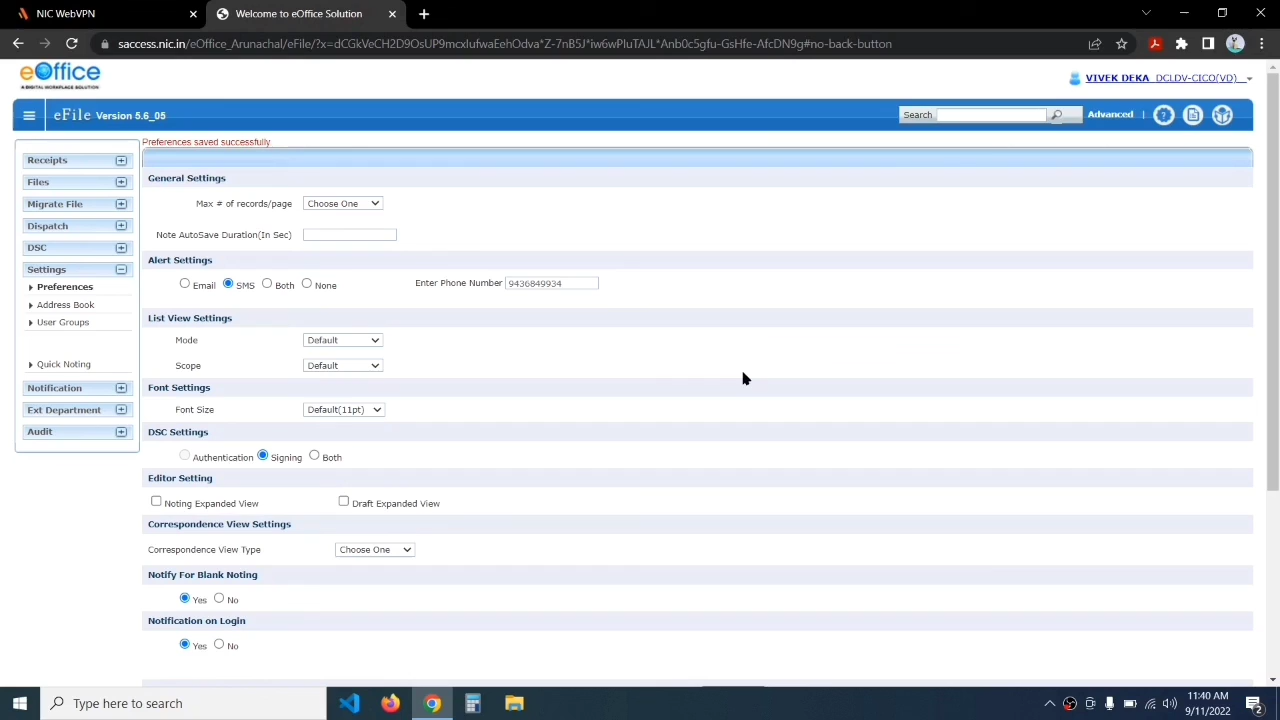 NIC WebVPN
Welcome to eOffice Solution
saccess.nic.in/eOffice_Arunachal/eFile/?x=dCGkVeCH2D9OsUP9mcxIufwaEehOdva*Z-7nB5J*iw6wPIuTAJL*Anb0c5gfu-GsHfe-AfcDN9g#no-back-button
eOffice
A DIGITAL WORKPLACE SOLUTION
VIVEK DEKA DCLDV-CICO(VD)
eFile Version 5.6_05
Search
Advanced
Preferences saved successfully
Receipts
Files
Migrate File
Dispatch
DSC
Settings
Preferences
Address Book
User Groups
Quick Noting
Notification
Ext Department
Audit
General Settings
Max # of records/page Choose One
Note AutoSave Duration(In Sec)
Alert Settings
Email SMS Both None Enter Phone Number 9436849934
List View Settings
Mode Default
Scope Default
Font Settings
Font Size Default(11pt)
DSC Settings
Authentication Signing Both
Editor Setting
Noting Expanded View Draft Expanded View
Correspondence View Settings
Correspondence View Type Choose One
Notify For Blank Noting
Yes No
Notification on Login
Yes No
Type here to search
11:40 AM
9/11/2022
2